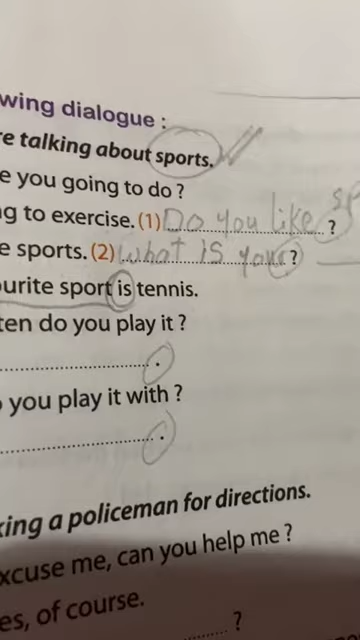 wing dialogue :
re talking about sports.
e you going to do ?
ng to exercise. (1) Do you like sp ?
e sports. (2) what is your ?
ourite sport is tennis.
ten do you play it ?
.
you play it with ?
.
king a policeman for directions.
xcuse me, can you help me ?
es, of course.
?